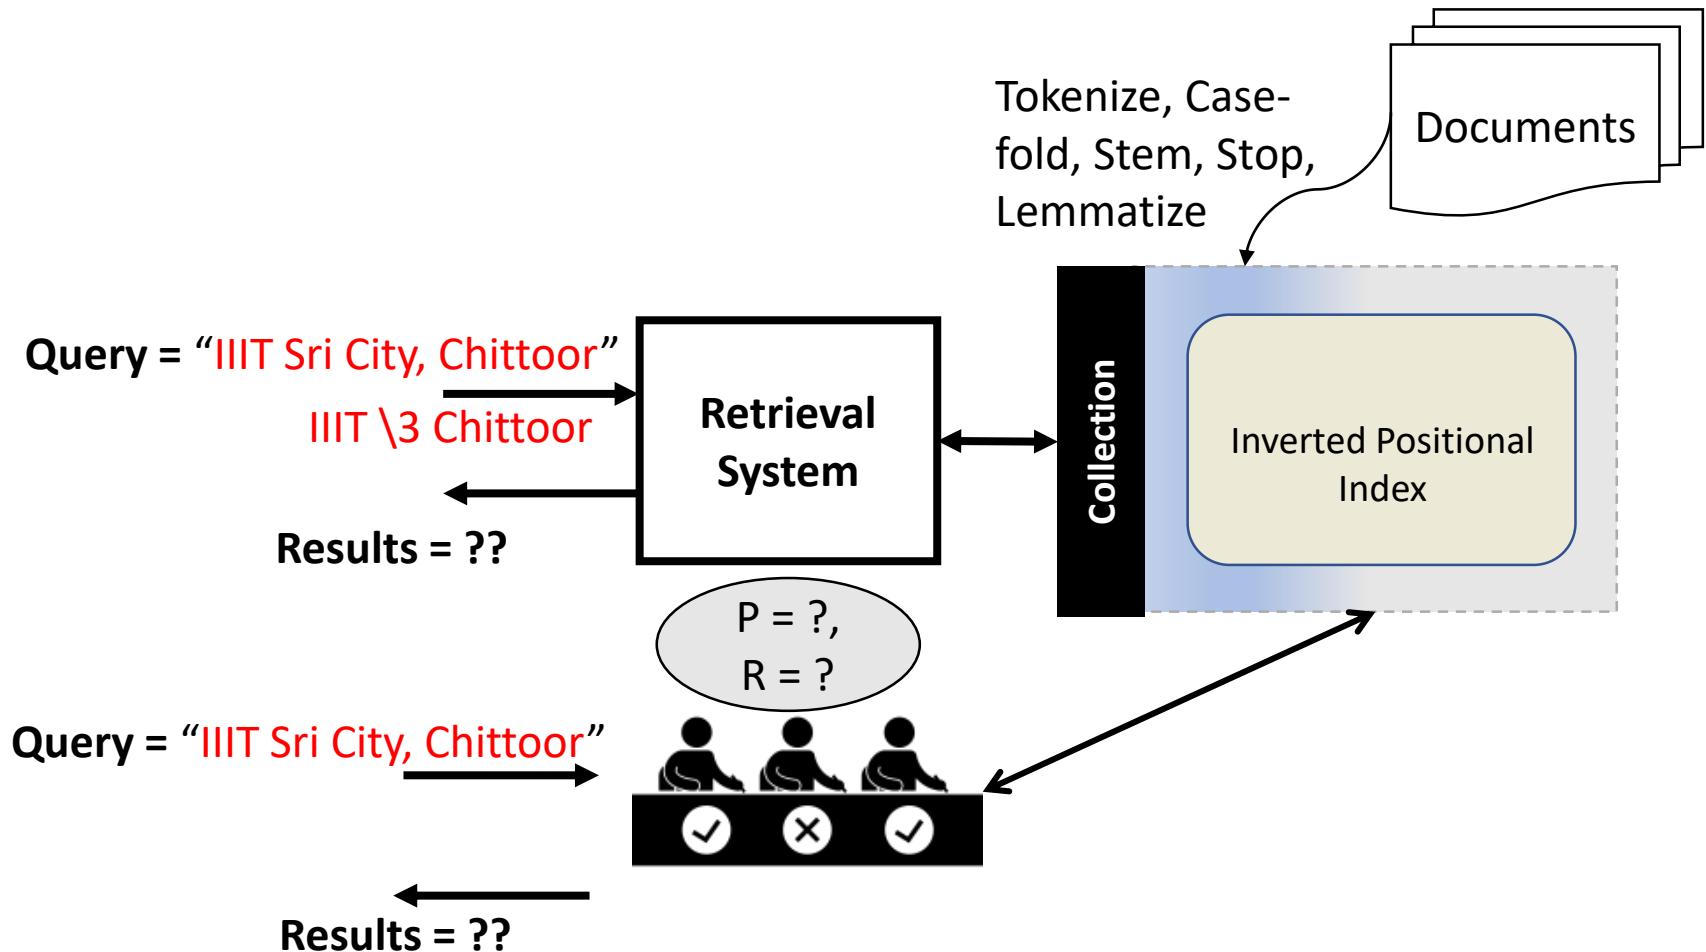 Tokenize, Case-
fold, Stem, Stop,
Lemmatize
Documents
Query = “IIIT Sri City, Chittoor”
IIIT \3 Chittoor
Results = ??
Retrieval
System
Collection
Inverted Positional
Index
P = ?,
R = ?
Query = “IIIT Sri City, Chittoor”
Results = ??